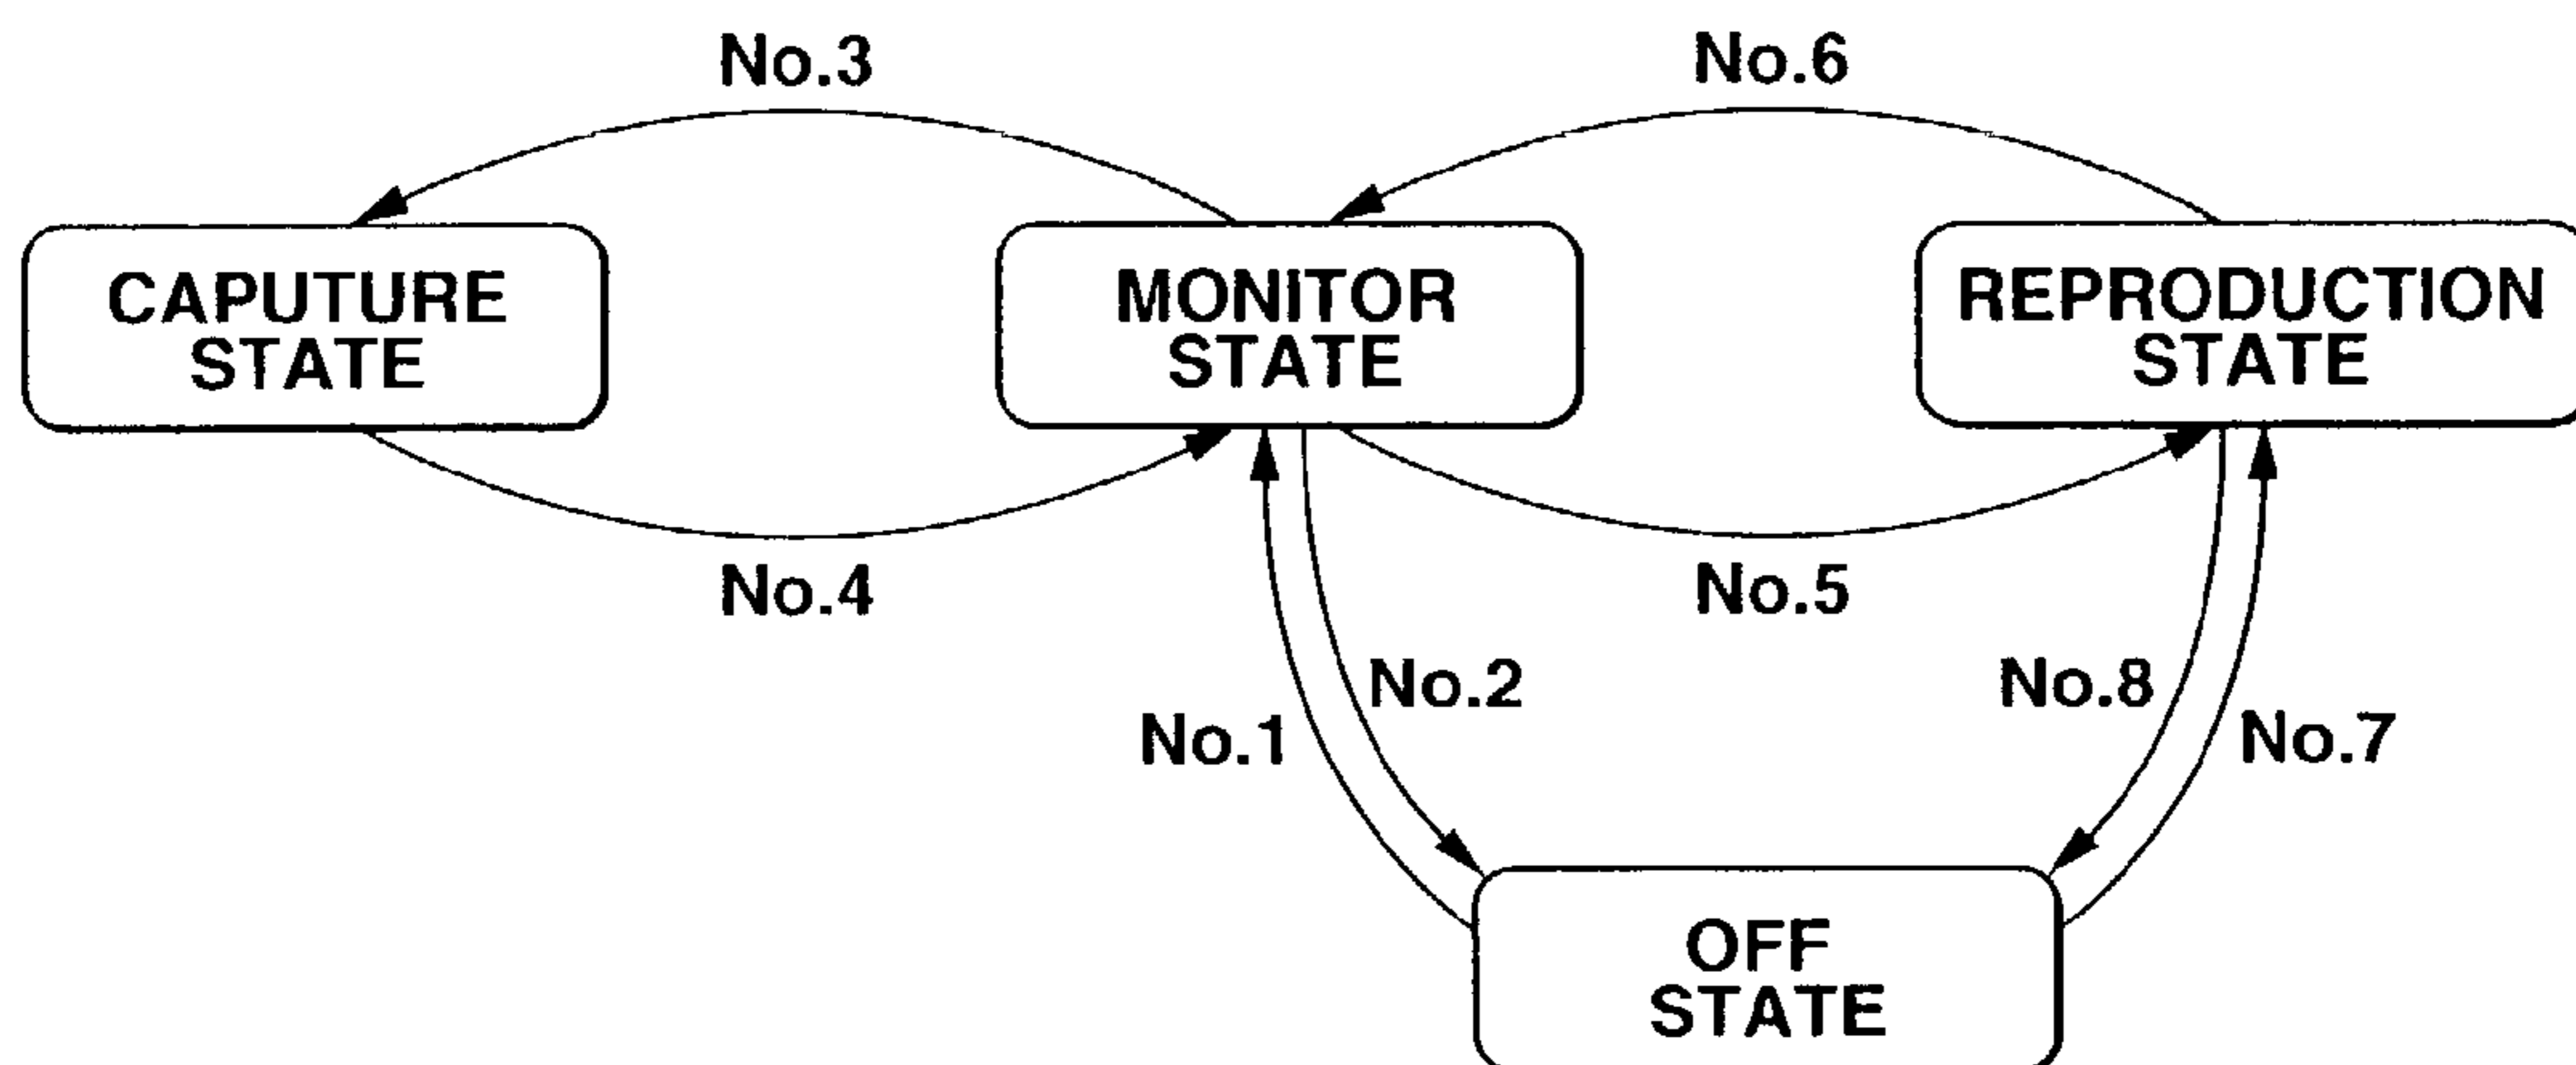 No.3
No.6
CAPUTURE
STATE
MONITOR
STATE
REPRODUCTION
STATE
No.4
No.5
No.2
No.8
No.1
No.7
OFF
STATE